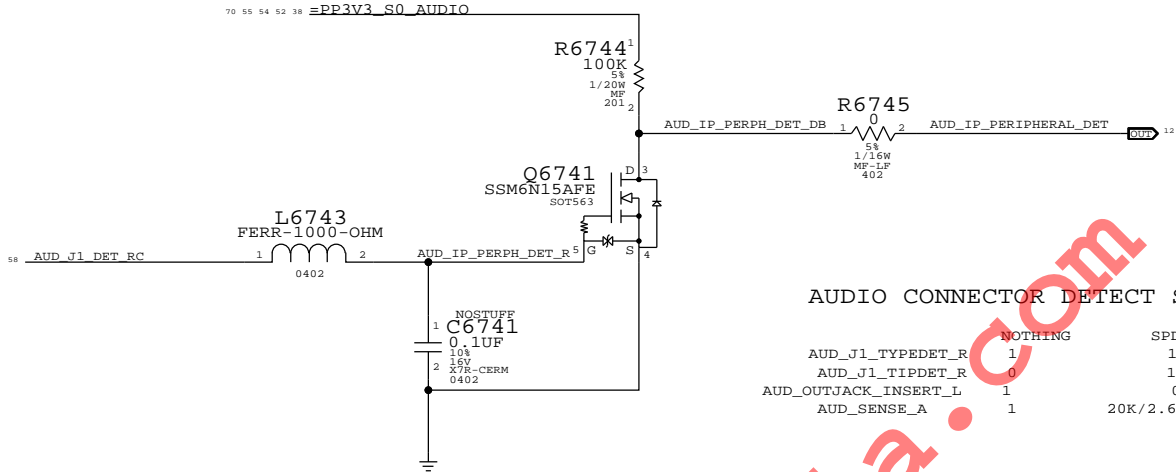 70 55 54 52 38 =PP3V3_S0_AUDIO
R6744 1
100K
5%
1/20W
MF
201 2
AUD_IP_PERPH_DET_DB
R6745
0
1 2
5%
1/16W
MF-LF
402
AUD_IP_PERIPHERAL_DET
OUT 12
Q6741
SSM6N15AFE
SOT563
D 3
5 G S 4
L6743
FERR-1000-OHM
58 AUD_J1_DET_RC
1 2
0402
AUD_IP_PERPH_DET_R
NOSTUFF
1 C6741
0.1UF
10%
16V
2 X7R-CERM
0402
AUDIO CONNECTOR DETECT S
NOTHING SPD
AUD_J1_TYPEDET_R 1 1
AUD_J1_TIPDET_R 0 1
AUD_OUTJACK_INSERT_L 1 0
AUD_SENSE_A 1 20K/2.6
a.com